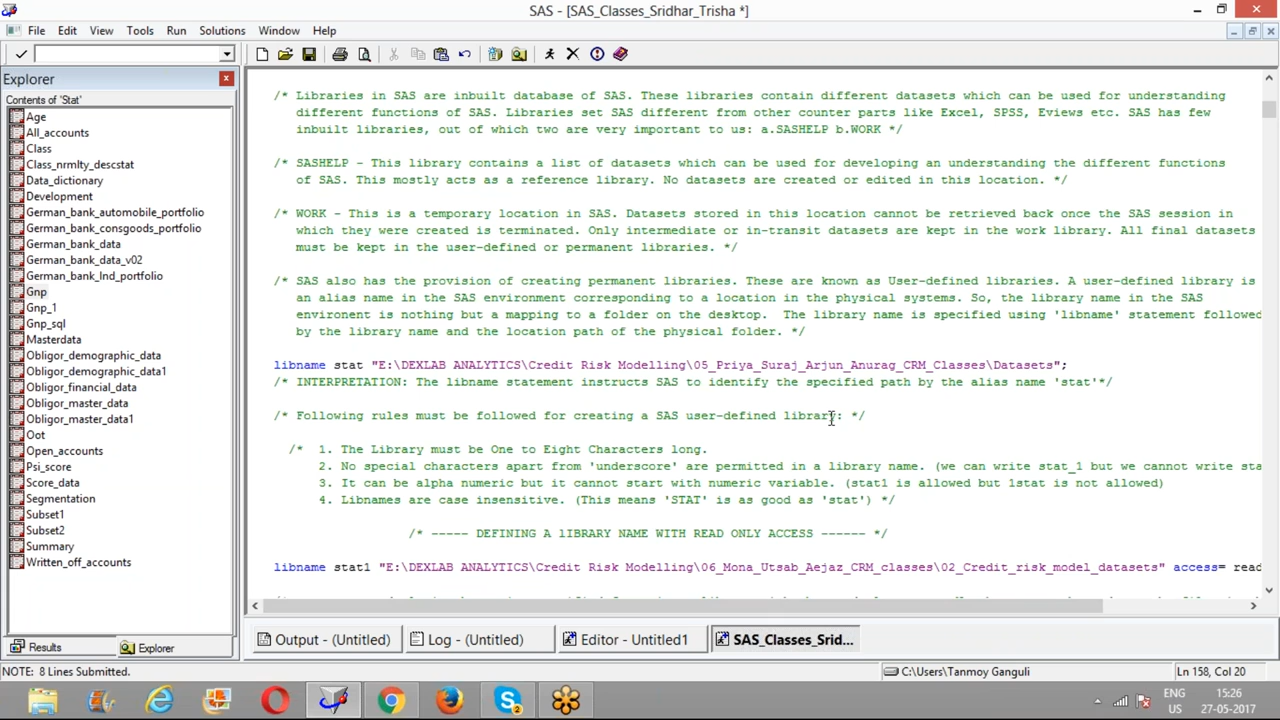 SAS - [SAS_Classes_Sridhar_Trisha *]
File Edit View Tools Run Solutions Window Help
Explorer
Contents of 'Stat'
Age
All_accounts
Class
Class_nrmlty_descstat
Data_dictionary
Development
German_bank_automobile_portfolio
German_bank_consgoods_portfolio
German_bank_data
German_bank_data_v02
German_bank_lnd_portfolio
Gnp
Gnp_1
Gnp_sql
Masterdata
Obligor_demographic_data
Obligor_demographic_data1
Obligor_financial_data
Obligor_master_data
Obligor_master_data1
Oot
Open_accounts
Psi_score
Score_data
Segmentation
Subset1
Subset2
Summary
Written_off_accounts
Results
Explorer
/* Libraries in SAS are inbuilt database of SAS. These libraries contain different datasets which can be used for understanding
different functions of SAS. Libraries set SAS different from other counter parts like Excel, SPSS, Eviews etc. SAS has few
inbuilt libraries, out of which two are very important to us: a.SASHELP b.WORK */
/* SASHELP - This library contains a list of datasets which can be used for developing an understanding the different functions
of SAS. This mostly acts as a reference library. No datasets are created or edited in this location. */
/* WORK - This is a temporary location in SAS. Datasets stored in this location cannot be retrieved back once the SAS session in
which they were created is terminated. Only intermediate or in-transit datasets are kept in the work library. All final datasets
must be kept in the user-defined or permanent libraries. */
/* SAS also has the provision of creating permanent libraries. These are known as User-defined libraries. A user-defined library is
an alias name in the SAS environment corresponding to a location in the physical systems. So, the library name in the SAS
environent is nothing but a mapping to a folder on the desktop. The library name is specified using 'libname' statement followed
by the library name and the location path of the physical folder. */
libname stat "E:\DEXLAB ANALYTICS\Credit Risk Modelling\05_Priya_Suraj_Arjun_Anurag_CRM_Classes\Datasets";
/* INTERPRETATION: The libname statement instructs SAS to identify the specified path by the alias name 'stat'*/
/* Following rules must be followed for creating a SAS user-defined library: */
/* 1. The Library must be One to Eight Characters long.
2. No special characters apart from 'underscore' are permitted in a library name. (we can write stat_1 but we cannot write sta
3. It can be alpha numeric but it cannot start with numeric variable. (stat1 is allowed but 1stat is not allowed)
4. Libnames are case insensitive. (This means 'STAT' is as good as 'stat') */
/* ----- DEFINING A lIBRARY NAME WITH READ ONLY ACCESS ------ */
libname stat1 "E:\DEXLAB ANALYTICS\Credit Risk Modelling\06_Mona_Utsab_Aejaz_CRM_classes\02_Credit_risk_model_datasets" access= read
Output - (Untitled)
Log - (Untitled)
Editor - Untitled1
SAS_Classes_Srid...
NOTE: 8 Lines Submitted.
C:\Users\Tanmoy Ganguli
Ln 158, Col 20
ENG
US
15:26
27-05-2017